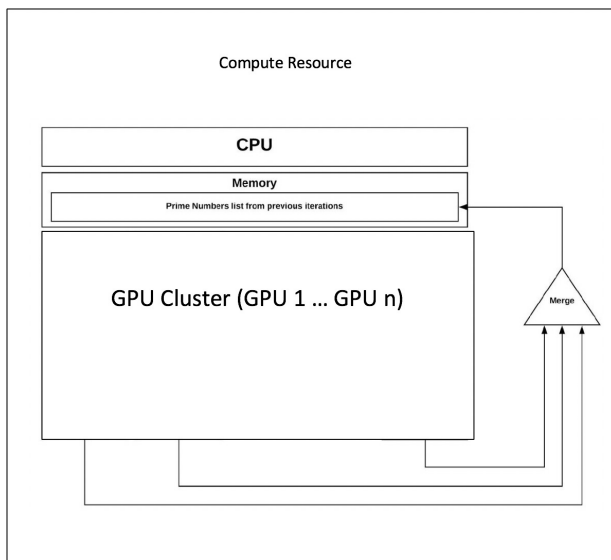 Compute Resource
CPU
Memory
Prime Numbers list from previous iterations
GPU Cluster (GPU 1 ... GPU n)
Merge